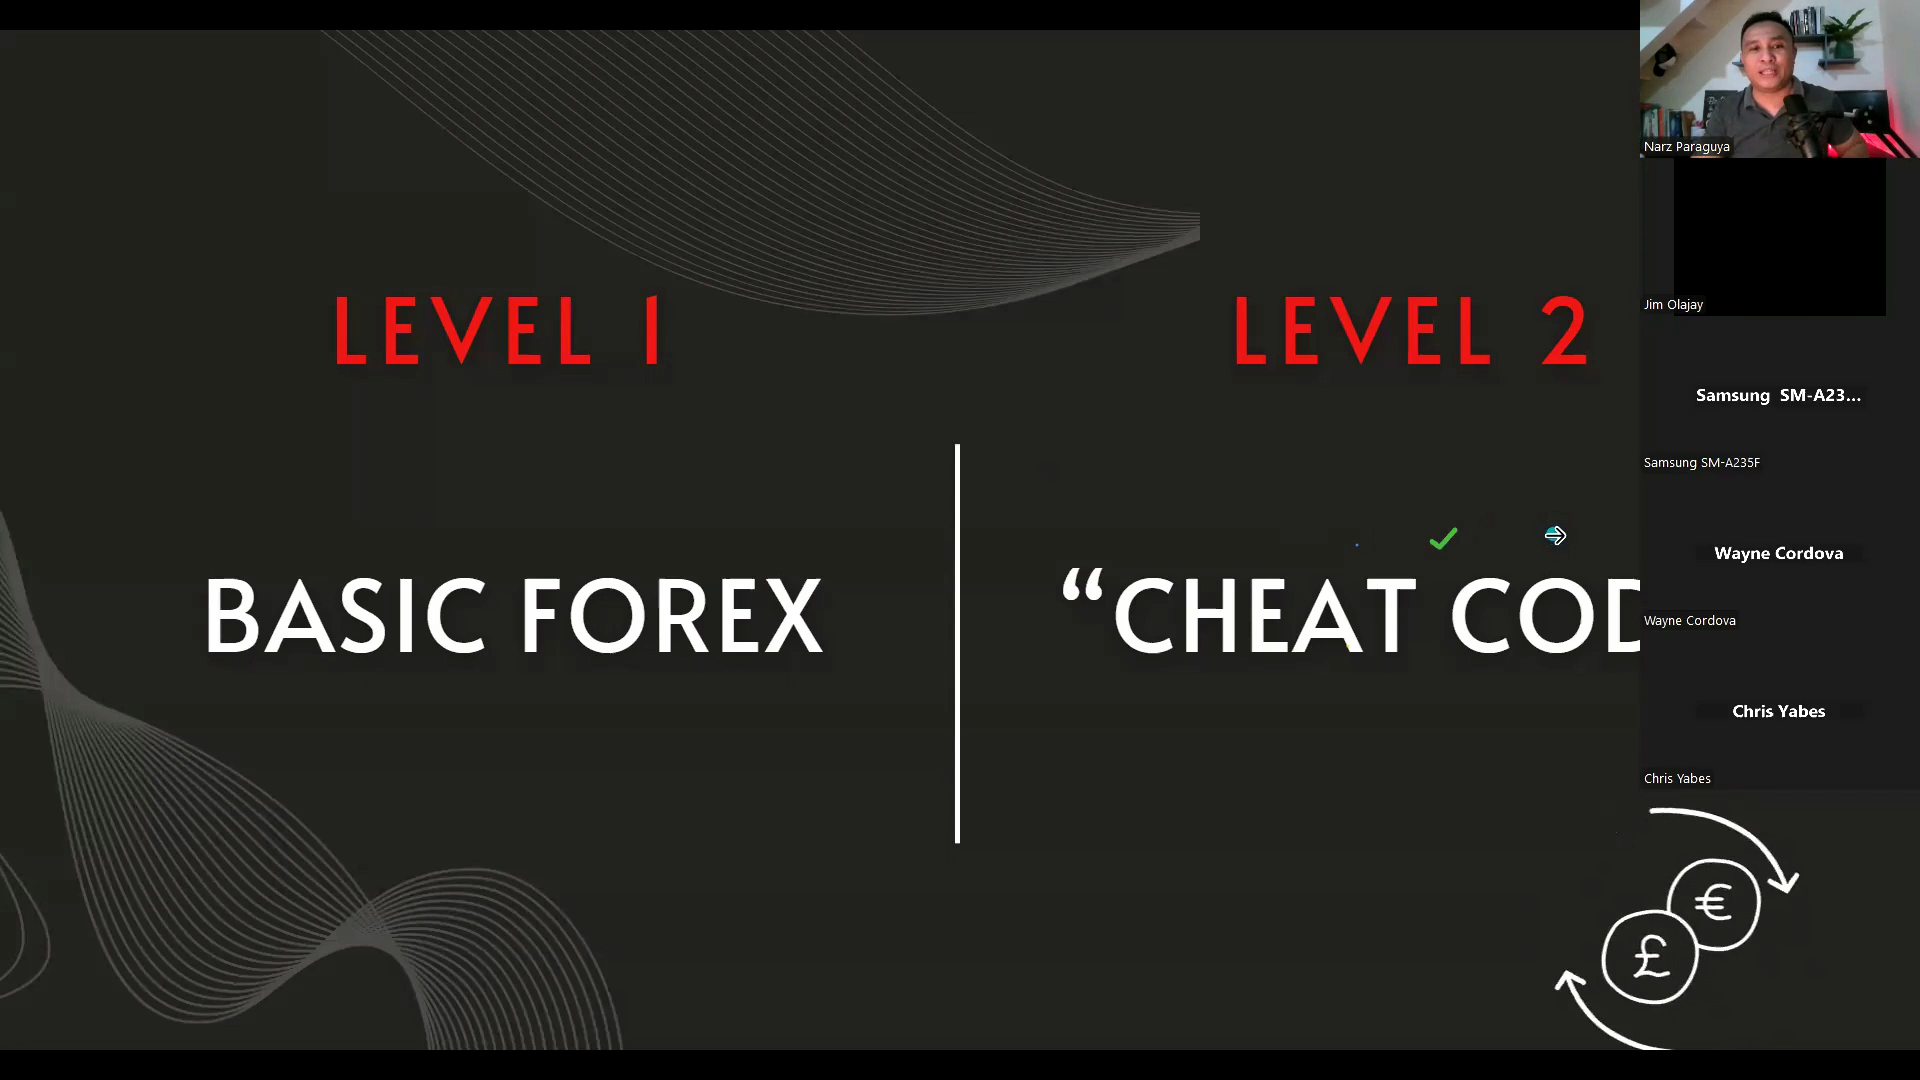 LEVEL 1
LEVEL 2
BASIC FOREX
“CHEAT COD
€
£
Narz Paraguya
Jim Olajay
Samsung SM-A23...
Samsung SM-A235F
Wayne Cordova
Wayne Cordova
Chris Yabes
Chris Yabes